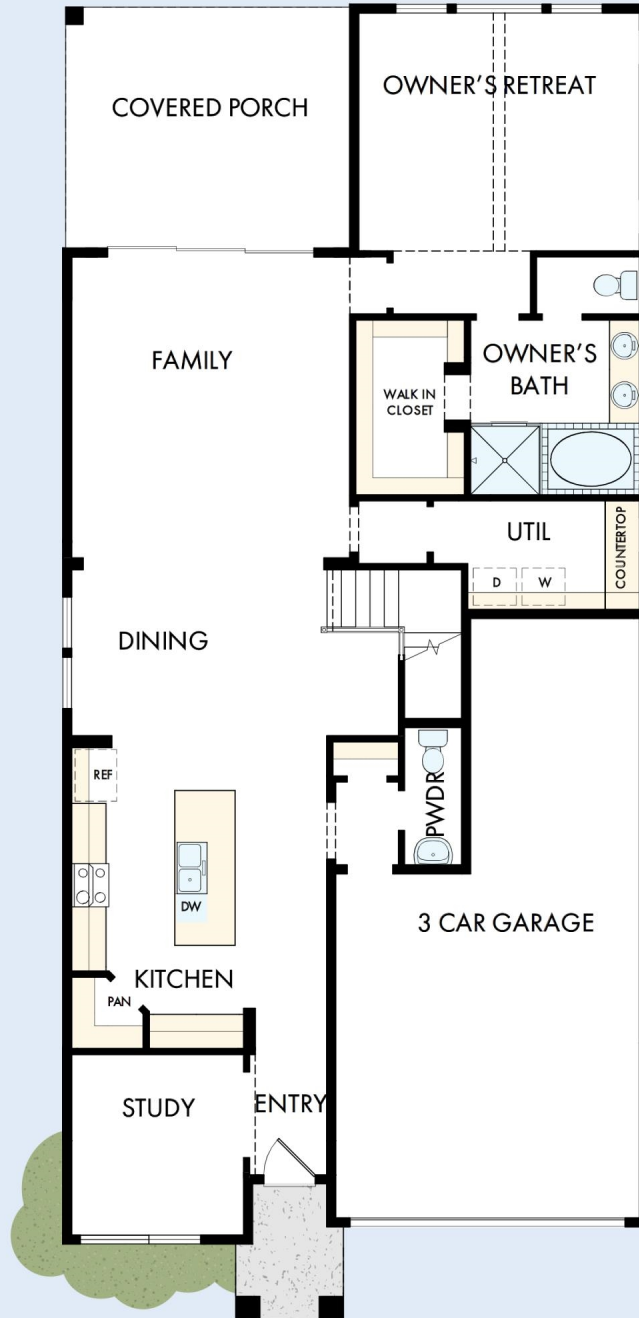 COVERED PORCH
OWNER'S RETREAT
FAMILY
WALK IN
CLOSET
OWNER'S
BATH
UTIL
COUNTERTOP
D
W
DINING
REF
PWDR
DW
3 CAR GARAGE
KITCHEN
PAN
STUDY
ENTRY